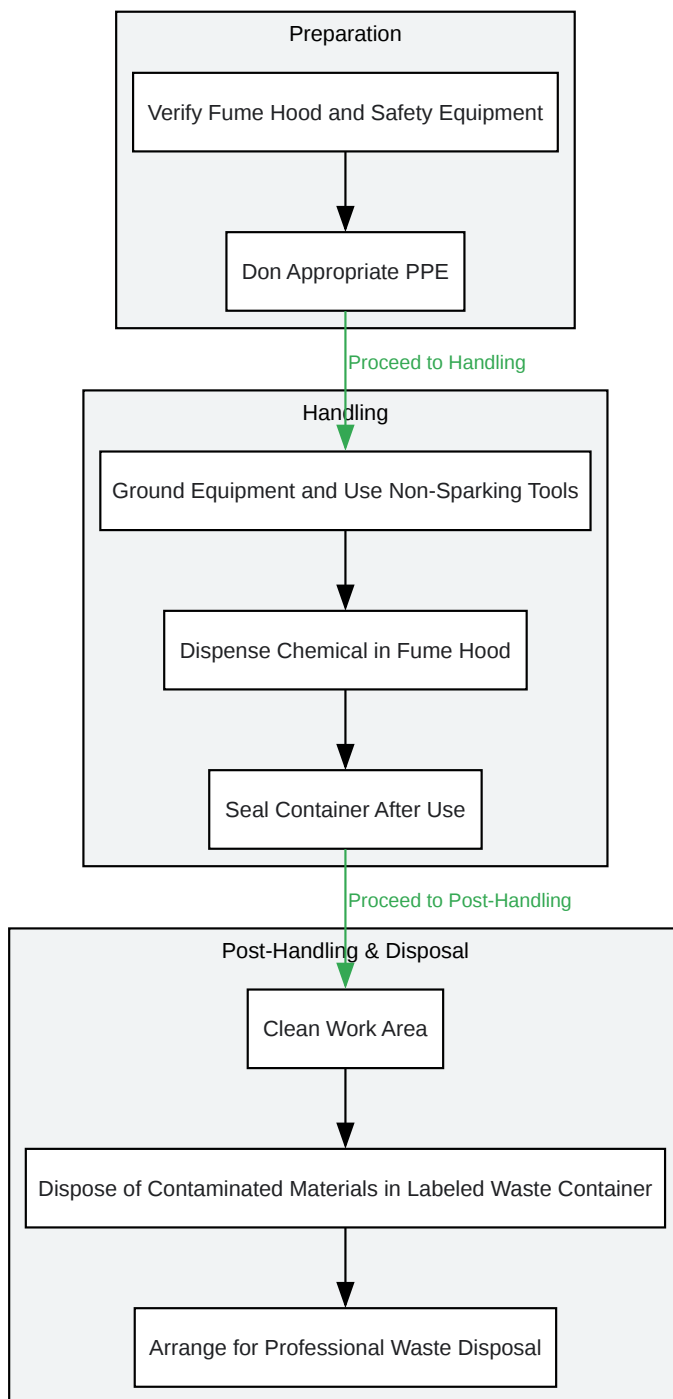 Preparation
Verify Fume Hood and Safety Equipment
Don Appropriate PPE
Proceed to Handling
Handling
Ground Equipment and Use Non-Sparking Tools
Dispense Chemical in Fume Hood
Seal Container After Use
Proceed to Post-Handling
Post-Handling & Disposal
Clean Work Area
Dispose of Contaminated Materials in Labeled Waste Container
Arrange for Professional Waste Disposal